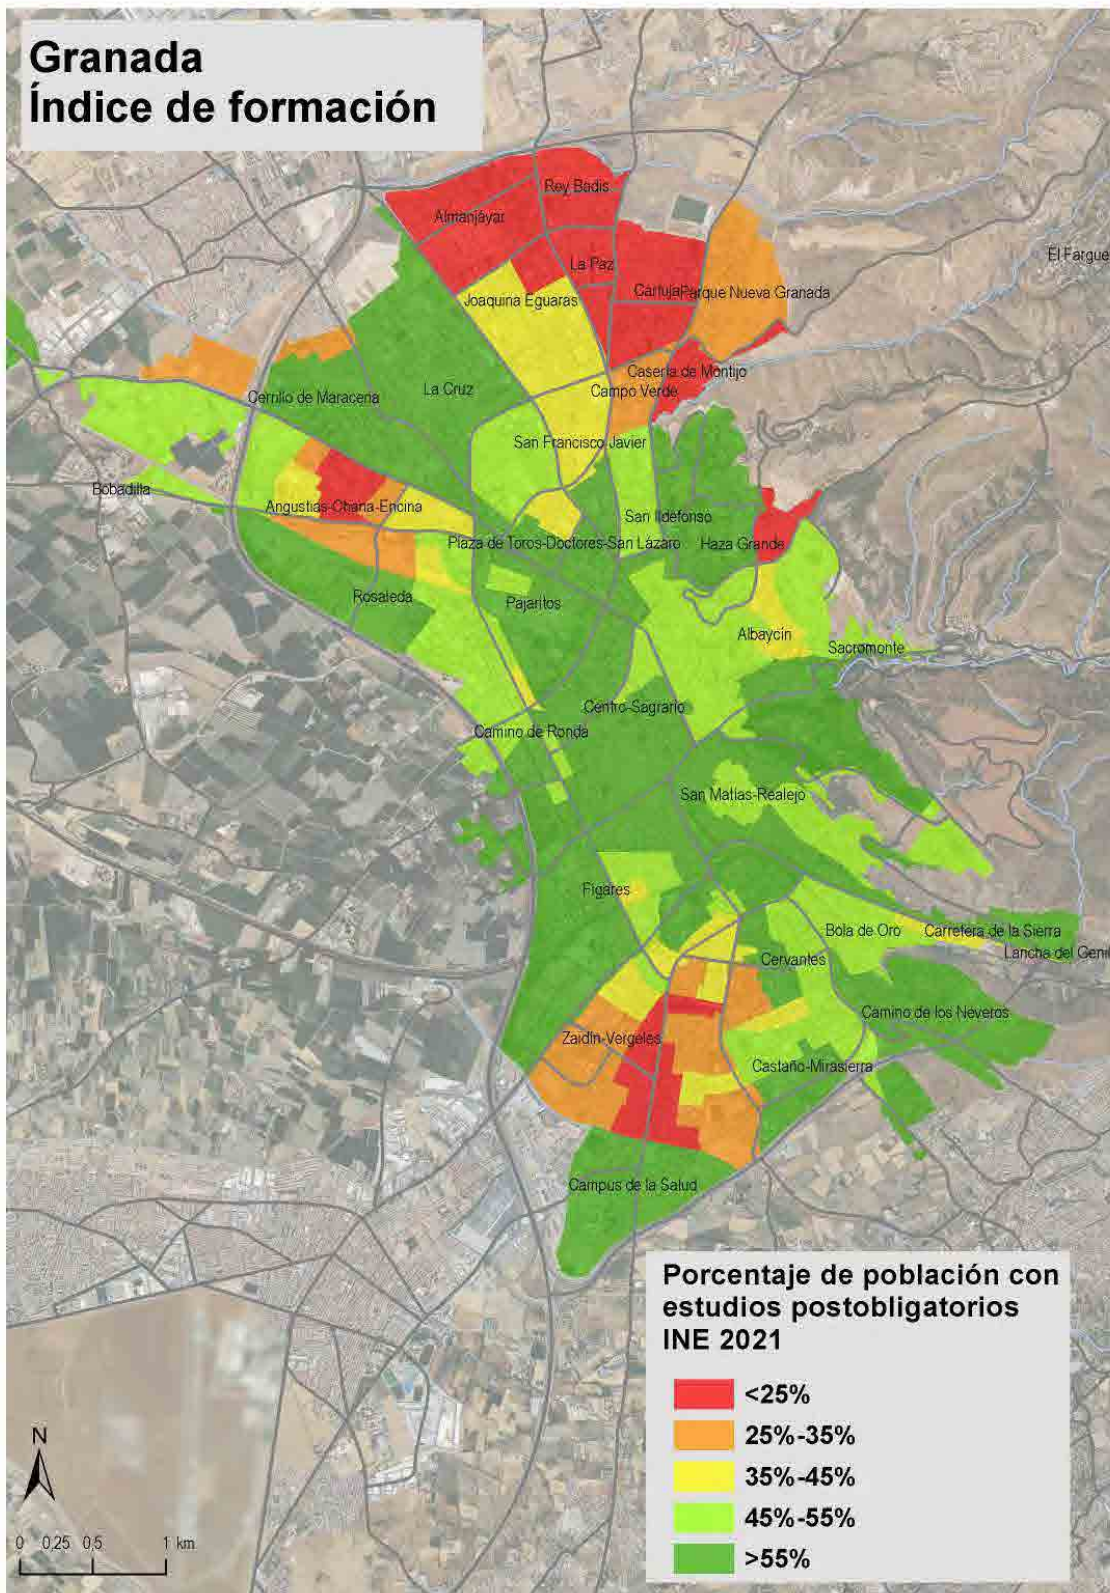 Granada
Índice de formación
Rey Badis
Almanjáyar
El Fargue
La Paz
Cartuja
Parque Nueva Granada
Joaquina Eguaras
Casería de Montijo
La Cruz
Campo Verde
Cerrillo de Maracena
San Francisco Javier
Bobadilla
Angustias-Chana-Encina
San Ildefonso
Plaza de Toros-Doctores-San Lázaro
Haza Grande
Rosaleda
Pajaritos
Albaycín
Sacromonte
Centro-Sagrario
Camino de Ronda
San Matías-Realejo
Fígares
Bola de Oro
Carretera de la Sierra
Lancha del Genil
Cervantes
Camino de los Neveros
Zaidín-Vergeles
Castaño-Mirasierra
Campus de la Salud
Porcentaje de población con
estudios postobligatorios
INE 2021
<25%
25%-35%
35%-45%
45%-55%
>55%
N
0 0,25 0,5 1 km